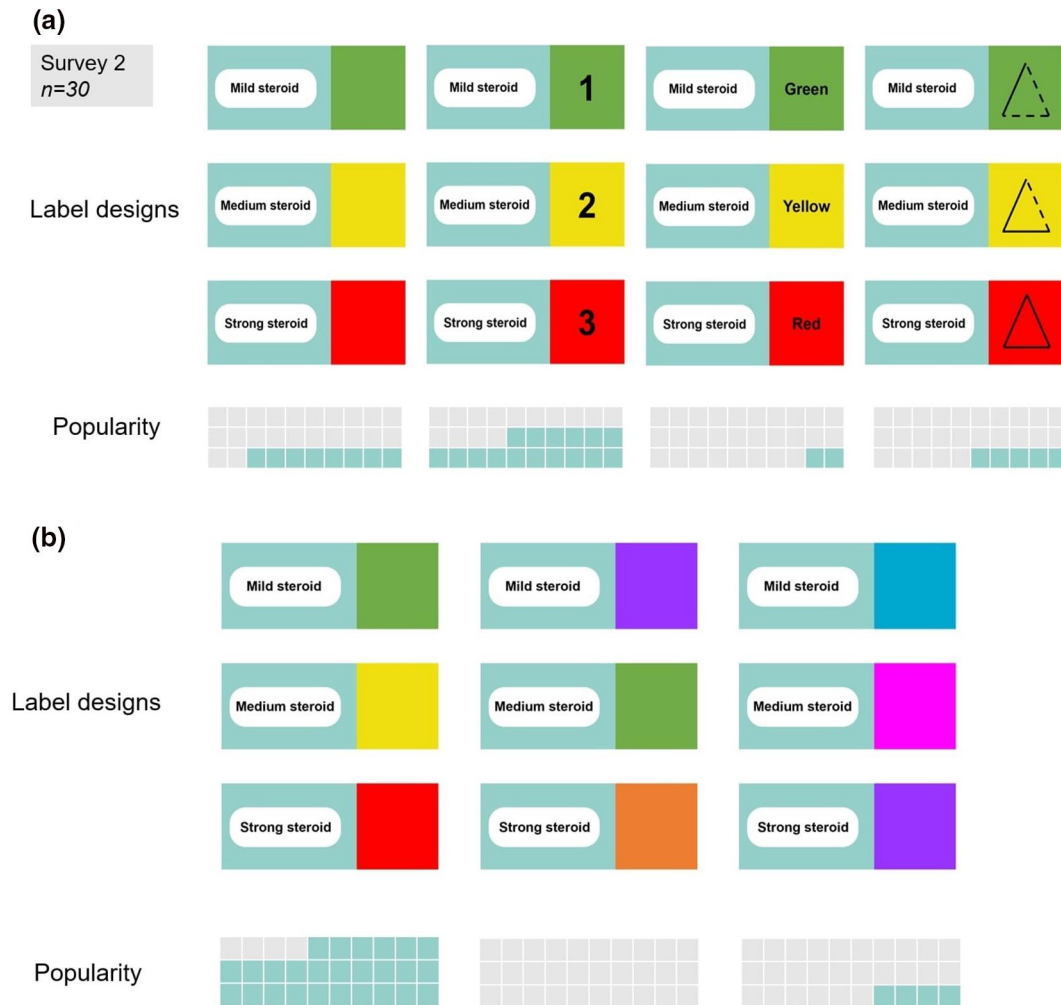 (a)
Survey 2
n=30
Mild steroid
Mild steroid 1
Mild steroid Green
Mild steroid
Label designs
Medium steroid
Medium steroid 2
Medium steroid Yellow
Medium steroid
Strong steroid
Strong steroid 3
Strong steroid Red
Strong steroid
Popularity
(b)
Mild steroid
Mild steroid
Mild steroid
Label designs
Medium steroid
Medium steroid
Medium steroid
Strong steroid
Strong steroid
Strong steroid
Popularity